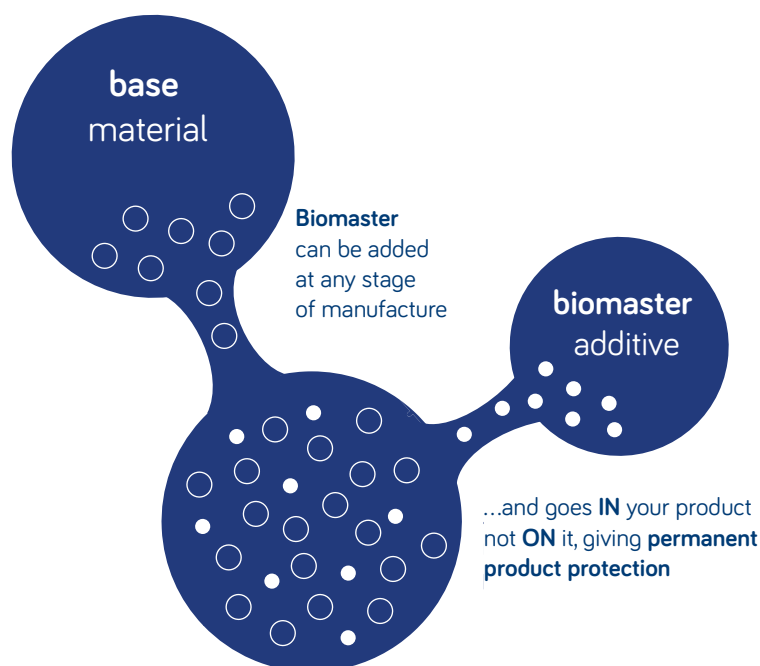 base
material
Biomaster
can be added
at any stage
of manufacture
biomaster
additive
...and goes IN your product
not ON it, giving permanent
product protection